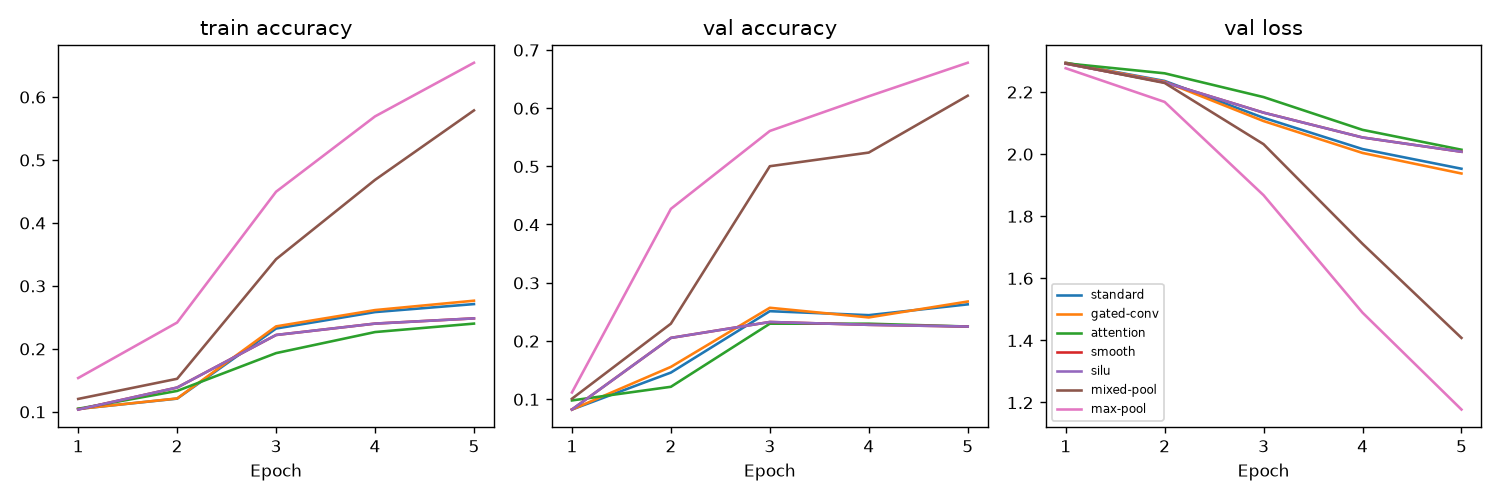 train accuracy
0.6
0.5
0.4
0.3
0.2
0.1
1 2 3 4 5
Epoch
val accuracy
0.7
0.6
0.5
0.4
0.3
0.2
0.1
1 2 3 4 5
Epoch
val loss
2.2
2.0
1.8
1.6
1.4
1.2
standard
gated-conv
attention
smooth
silu
mixed-pool
max-pool
1 2 3 4 5
Epoch